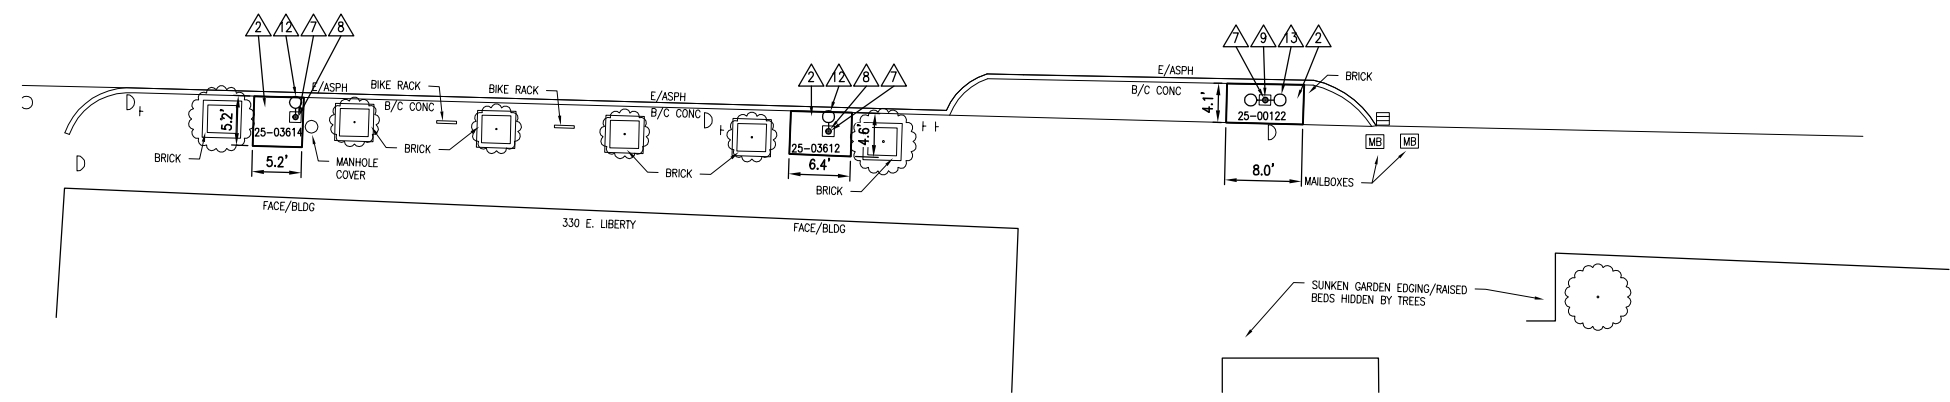 2 12 7 8
7 9 13 2
2 12 8 7
E/ASPH
BIKE RACK
B/C CONC
BIKE RACK
E/ASPH
B/C CONC
E/ASPH
B/C CONC
BRICK
5.2'
25-03614
5.2'
BRICK
MANHOLE
COVER
BRICK
BRICK
4.6'
25-03612
6.4'
BRICK
4.1'
25-00122
8.0'
MB
MB
MAILBOXES
FACE/BLDG
330 E. LIBERTY
FACE/BLDG
SUNKEN GARDEN EDGING/RAISED
BEDS HIDDEN BY TREES